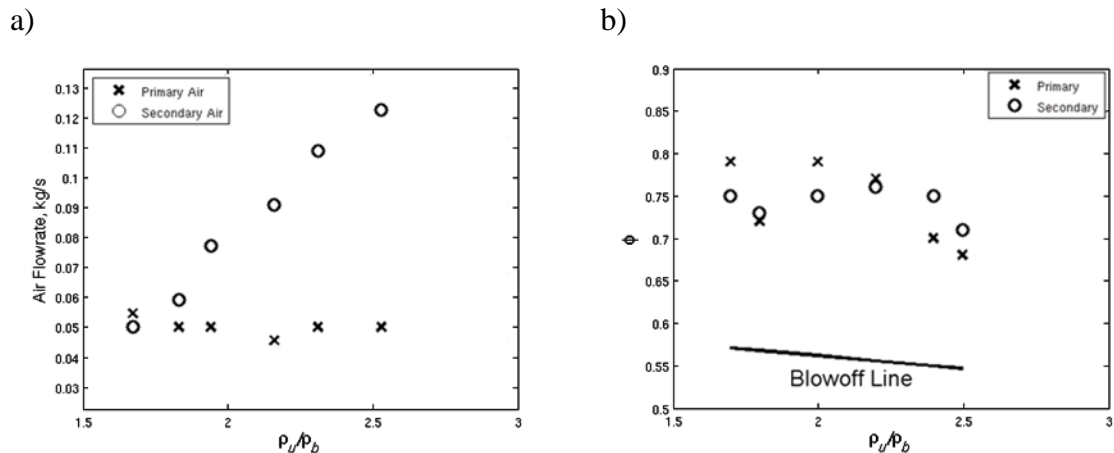 a)
Primary Air
Secondary Air
0.13
0.12
0.11
0.1
0.09
0.08
0.07
0.06
0.05
0.04
0.03
Air Flowrate, kg/s
1.5 2 2.5 3
ρu/ρb
b)
Primary
Secondary
0.9
0.8
0.75
0.7
0.65
0.6
0.55
0.5
ϕ
Blowoff Line
1.5 2 2.5 3
ρu/ρb